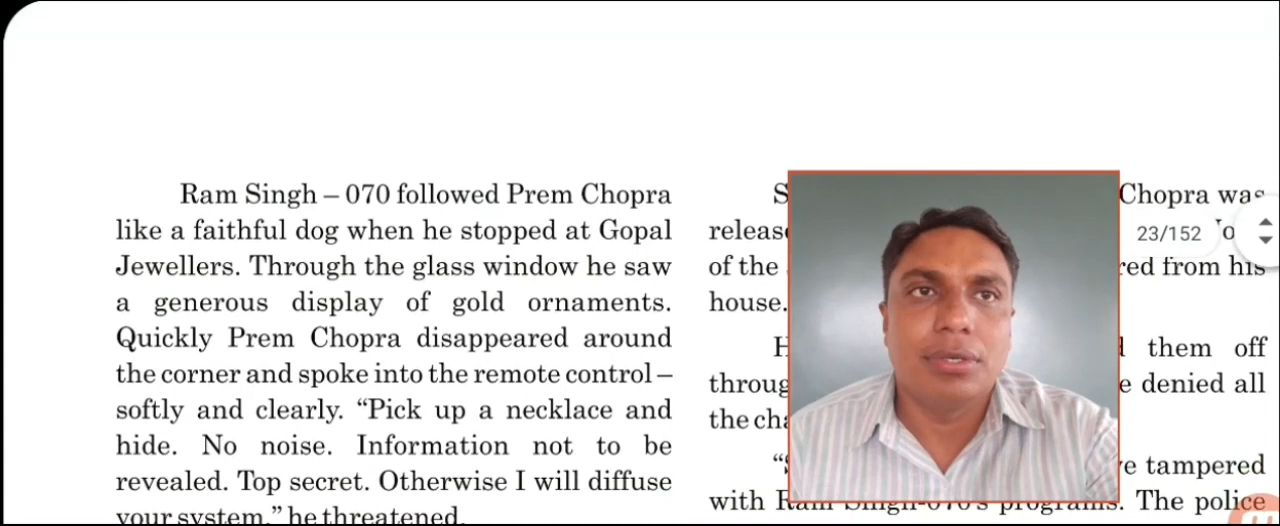 Ram Singh – 070 followed Prem Chopra
like a faithful dog when he stopped at Gopal
Jewellers. Through the glass window he saw
a generous display of gold ornaments.
Quickly Prem Chopra disappeared around
the corner and spoke into the remote control –
softly and clearly. “Pick up a necklace and
hide. No noise. Information not to be
revealed. Top secret. Otherwise I will diffuse
your system,” he threatened.
Chopra was
of the
from his
house.
them off
denied all
the
tampered
with Ram Singh-070's programs. The police
23/152